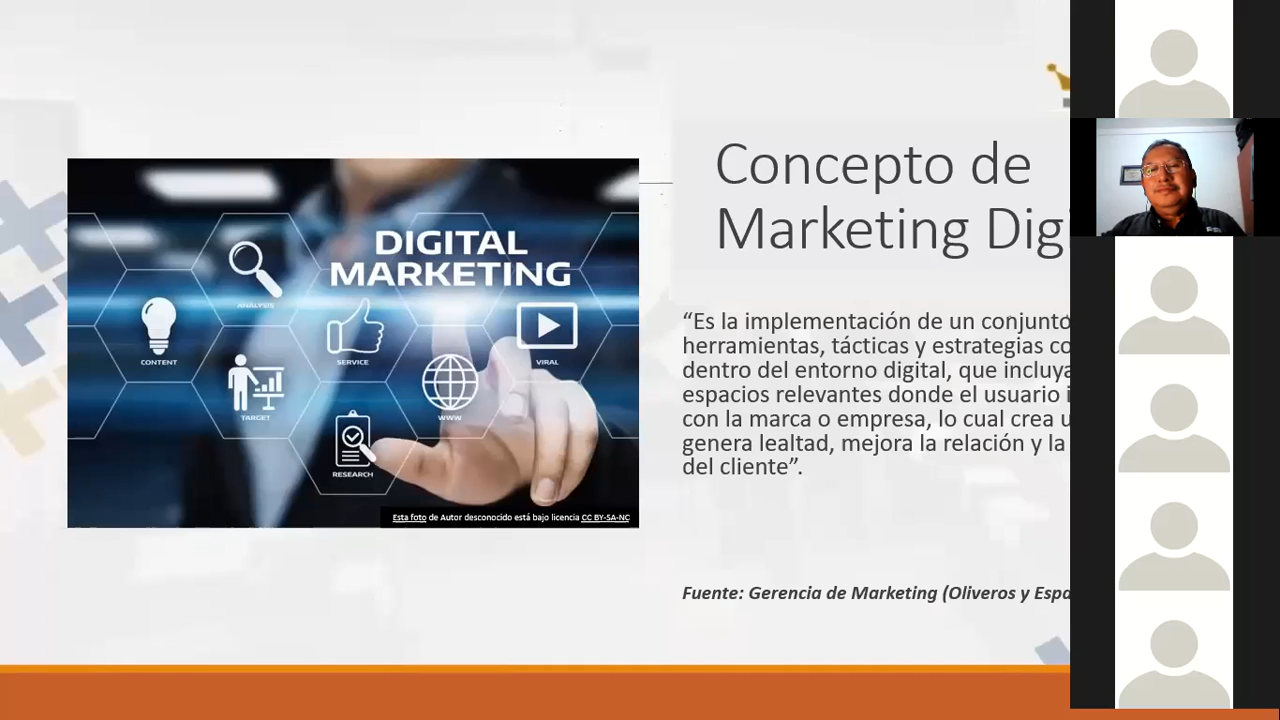 Concepto de
Marketing Digi
“Es la implementación de un conjunto
herramientas, tácticas y estrategias co
dentro del entorno digital, que incluya
espacios relevantes donde el usuario i
con la marca o empresa, lo cual crea u
genera lealtad, mejora la relación y la
del cliente”.
Fuente: Gerencia de Marketing (Oliveros y Espa
DIGITAL
MARKETING
ANALYSIS
CONTENT
SERVICE
VIRAL
TARGET
WWW
RESEARCH
Esta foto de Autor desconocido está bajo licencia CC BY-SA-NC